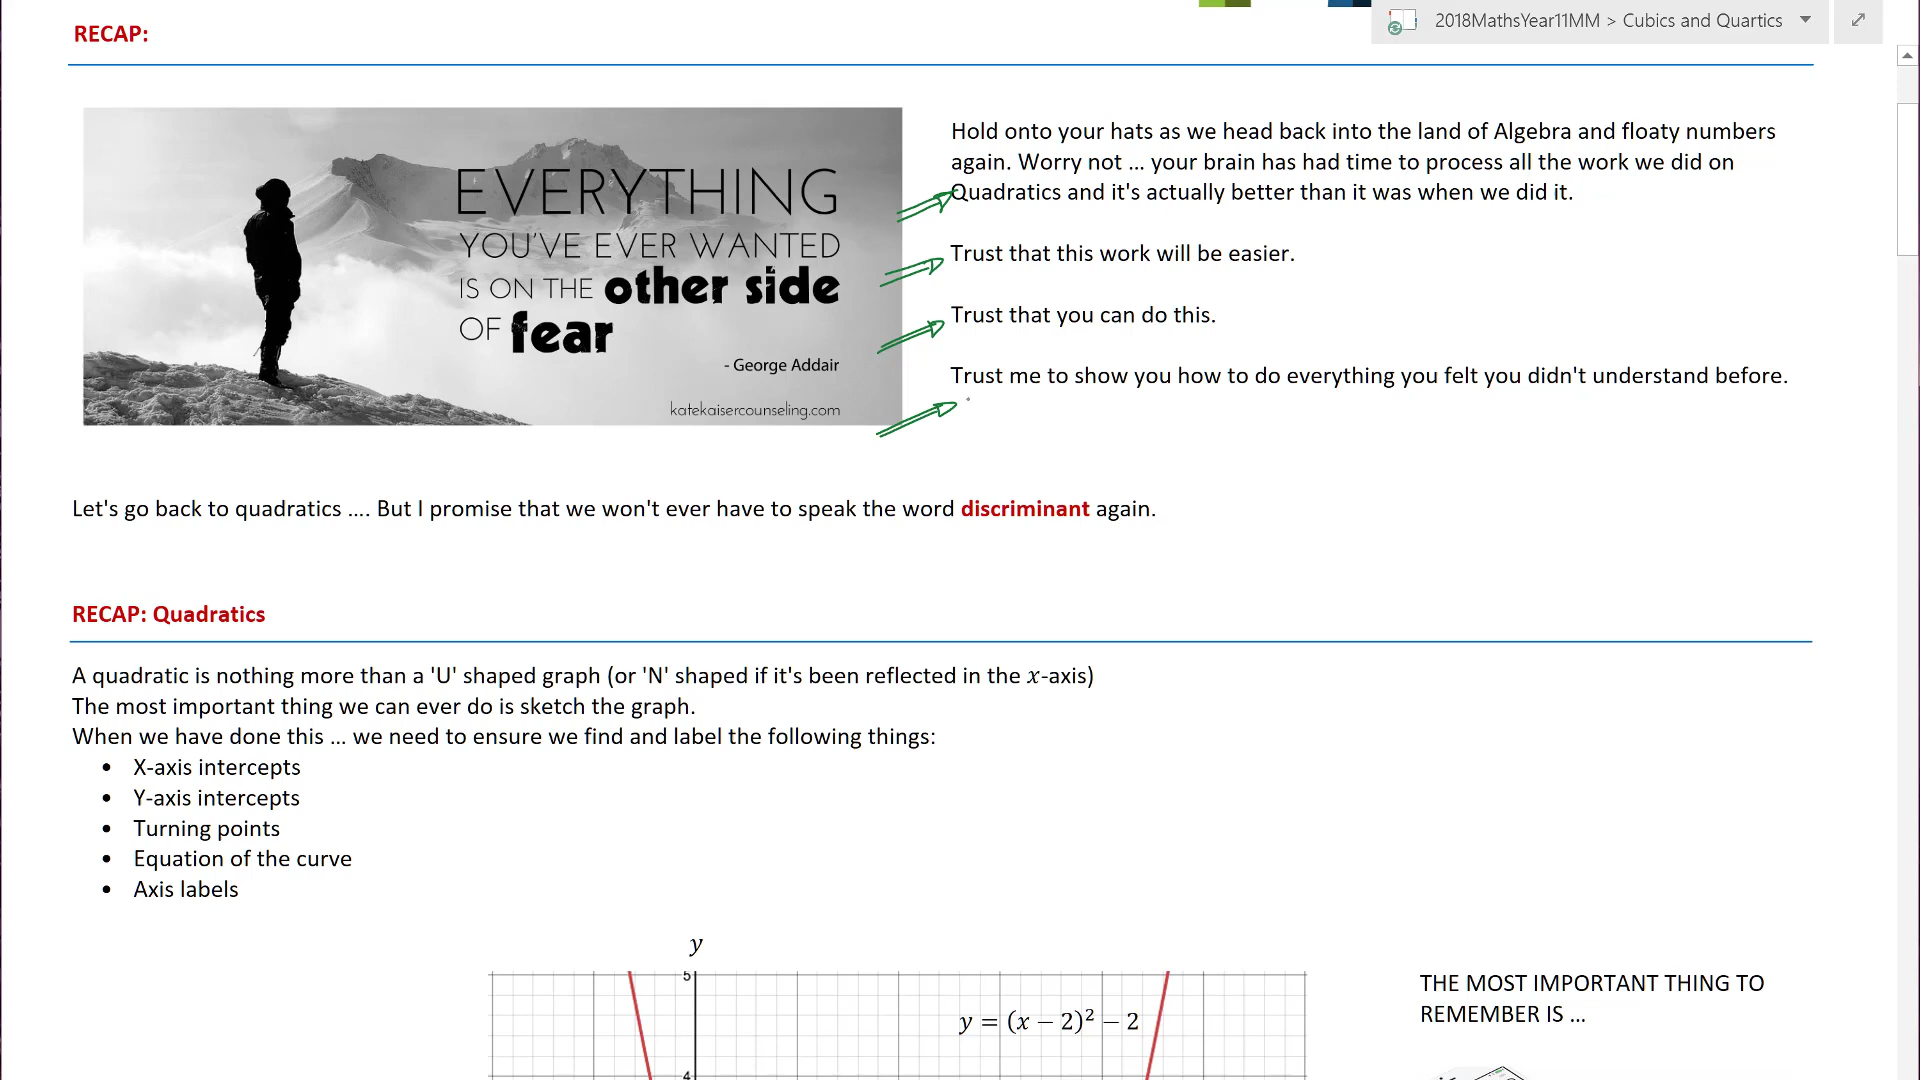 RECAP:
2018MathsYear11MM > Cubics and Quartics
EVERYTHING
YOU'VE EVER WANTED
IS ON THE other side
OF fear
- George Addair
katekaisercounseling.com
Hold onto your hats as we head back into the land of Algebra and floaty numbers
again. Worry not ... your brain has had time to process all the work we did on
Quadratics and it's actually better than it was when we did it.
Trust that this work will be easier.
Trust that you can do this.
Trust me to show you how to do everything you felt you didn't understand before.
Let's go back to quadratics .... But I promise that we won't ever have to speak the word discriminant again.
RECAP: Quadratics
A quadratic is nothing more than a 'U' shaped graph (or 'N' shaped if it's been reflected in the x-axis)
The most important thing we can ever do is sketch the graph.
When we have done this ... we need to ensure we find and label the following things:
• X-axis intercepts
• Y-axis intercepts
• Turning points
• Equation of the curve
• Axis labels
y
5
y = (x − 2)² − 2
4
THE MOST IMPORTANT THING TO
REMEMBER IS ...